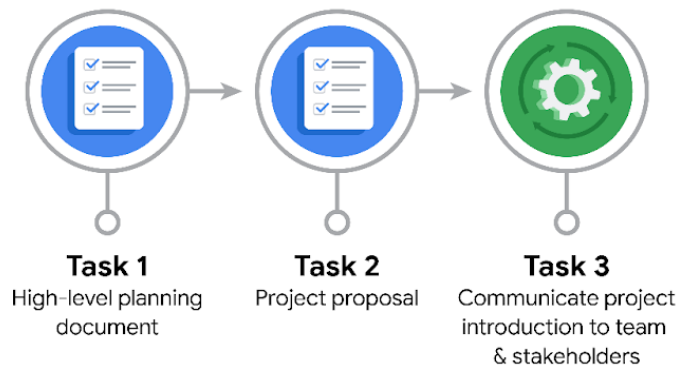 Task 1
High-level planning
document
Task 2
Project proposal
Task 3
Communicate project
introduction to team
& stakeholders